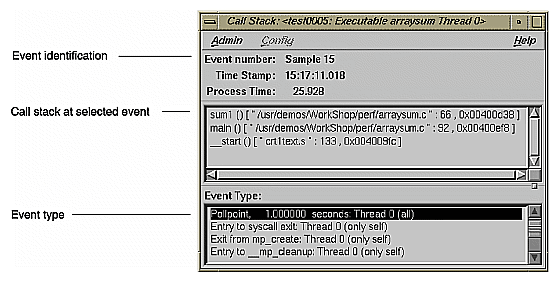 Call Stack: <test0005: Executable arraysum Thread 0>
Admin Config Help
Event identification
Event number: Sample 15
Time Stamp: 15:17:11.018
Process Time: 25.928
Call stack at selected event
sum1 () [ " /usr/demos/WorkShop/perf/arraysum.c " : 66 , 0x00400d38 ]
main () [ " /usr/demos/WorkShop/perf/arraysum.c " : 92 , 0x00400ef8 ]
__start () [ " crt1text.s " : 133 , 0x004009fc ]
Event Type:
Event type
Pollpoint, 1.000000 seconds: Thread 0 (all)
Entry to syscall exit: Thread 0 (only self)
Exit from mp_create: Thread 0 (only self)
Entry to __mp_cleanup: Thread 0 (only self)